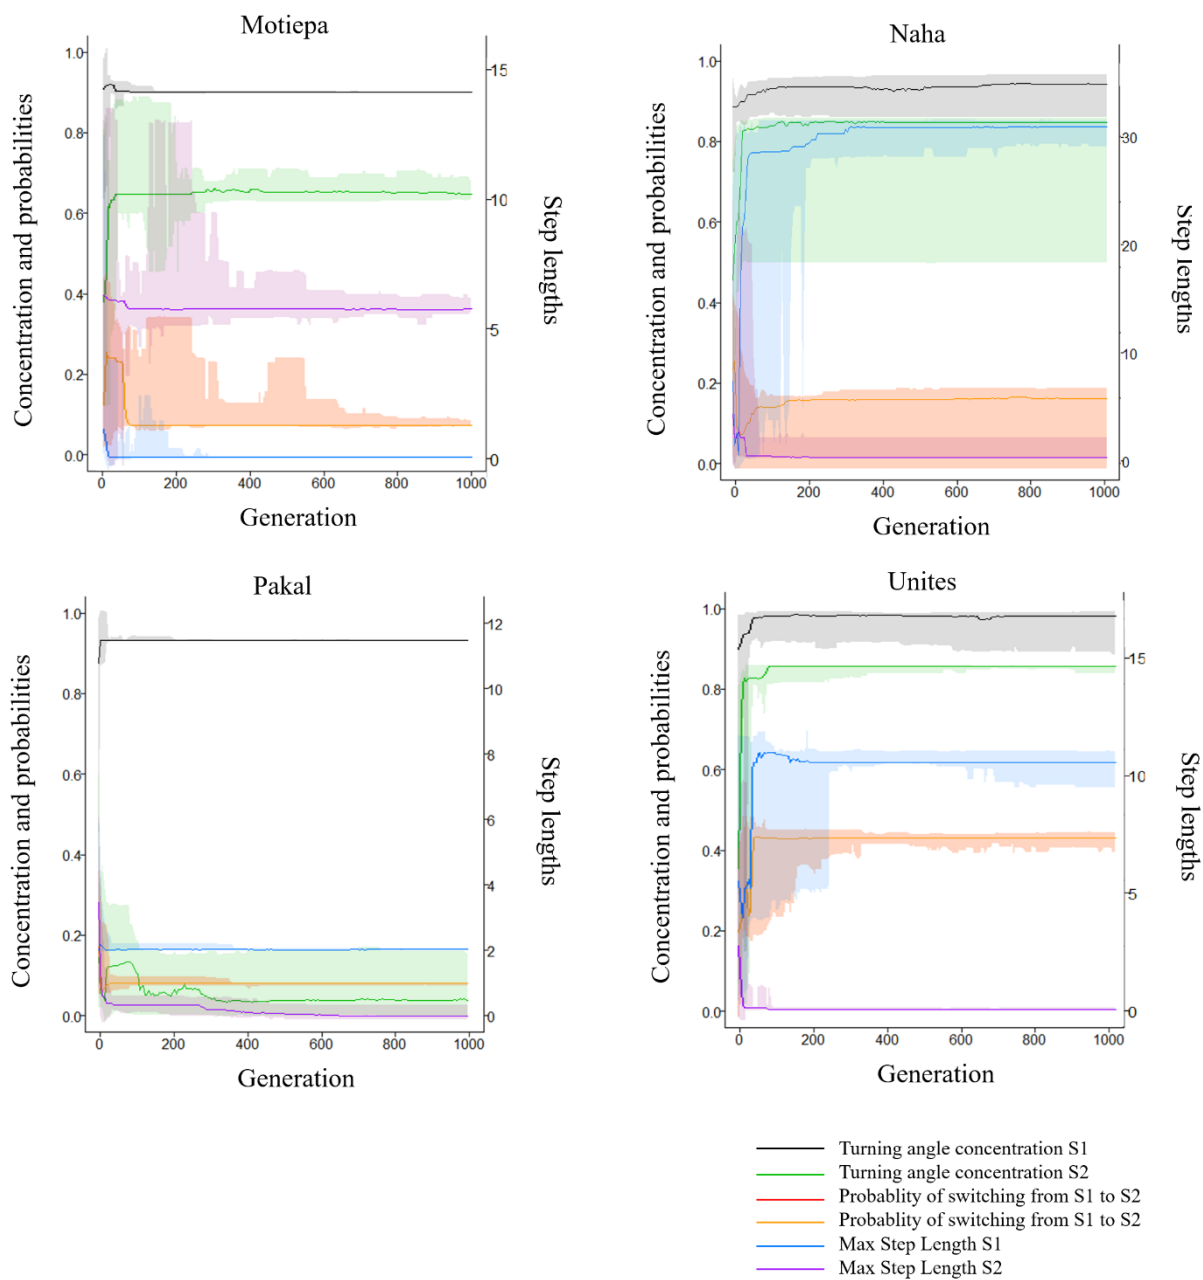 Motiepa
Concentration and probabilities
1.0
0.8
0.6
0.4
0.2
0.0
15
10
5
0
Step lengths
0 200 400 600 800 1000
Generation
Naha
Concentration and probabilities
1.0
0.8
0.6
0.4
0.2
0.0
30
20
10
0
Step lengths
0 200 400 600 800 1000
Generation
Pakal
Concentration and probabilities
1.0
0.8
0.6
0.4
0.2
0.0
12
10
8
6
4
2
0
Step lengths
0 200 400 600 800 1000
Generation
Unites
Concentration and probabilities
1.0
0.8
0.6
0.4
0.2
0.0
15
10
5
0
Step lengths
0 200 400 600 800 1000
Generation
Turning angle concentration S1
Turning angle concentration S2
Probablity of switching from S1 to S2
Probablity of switching from S1 to S2
Max Step Length S1
Max Step Length S2